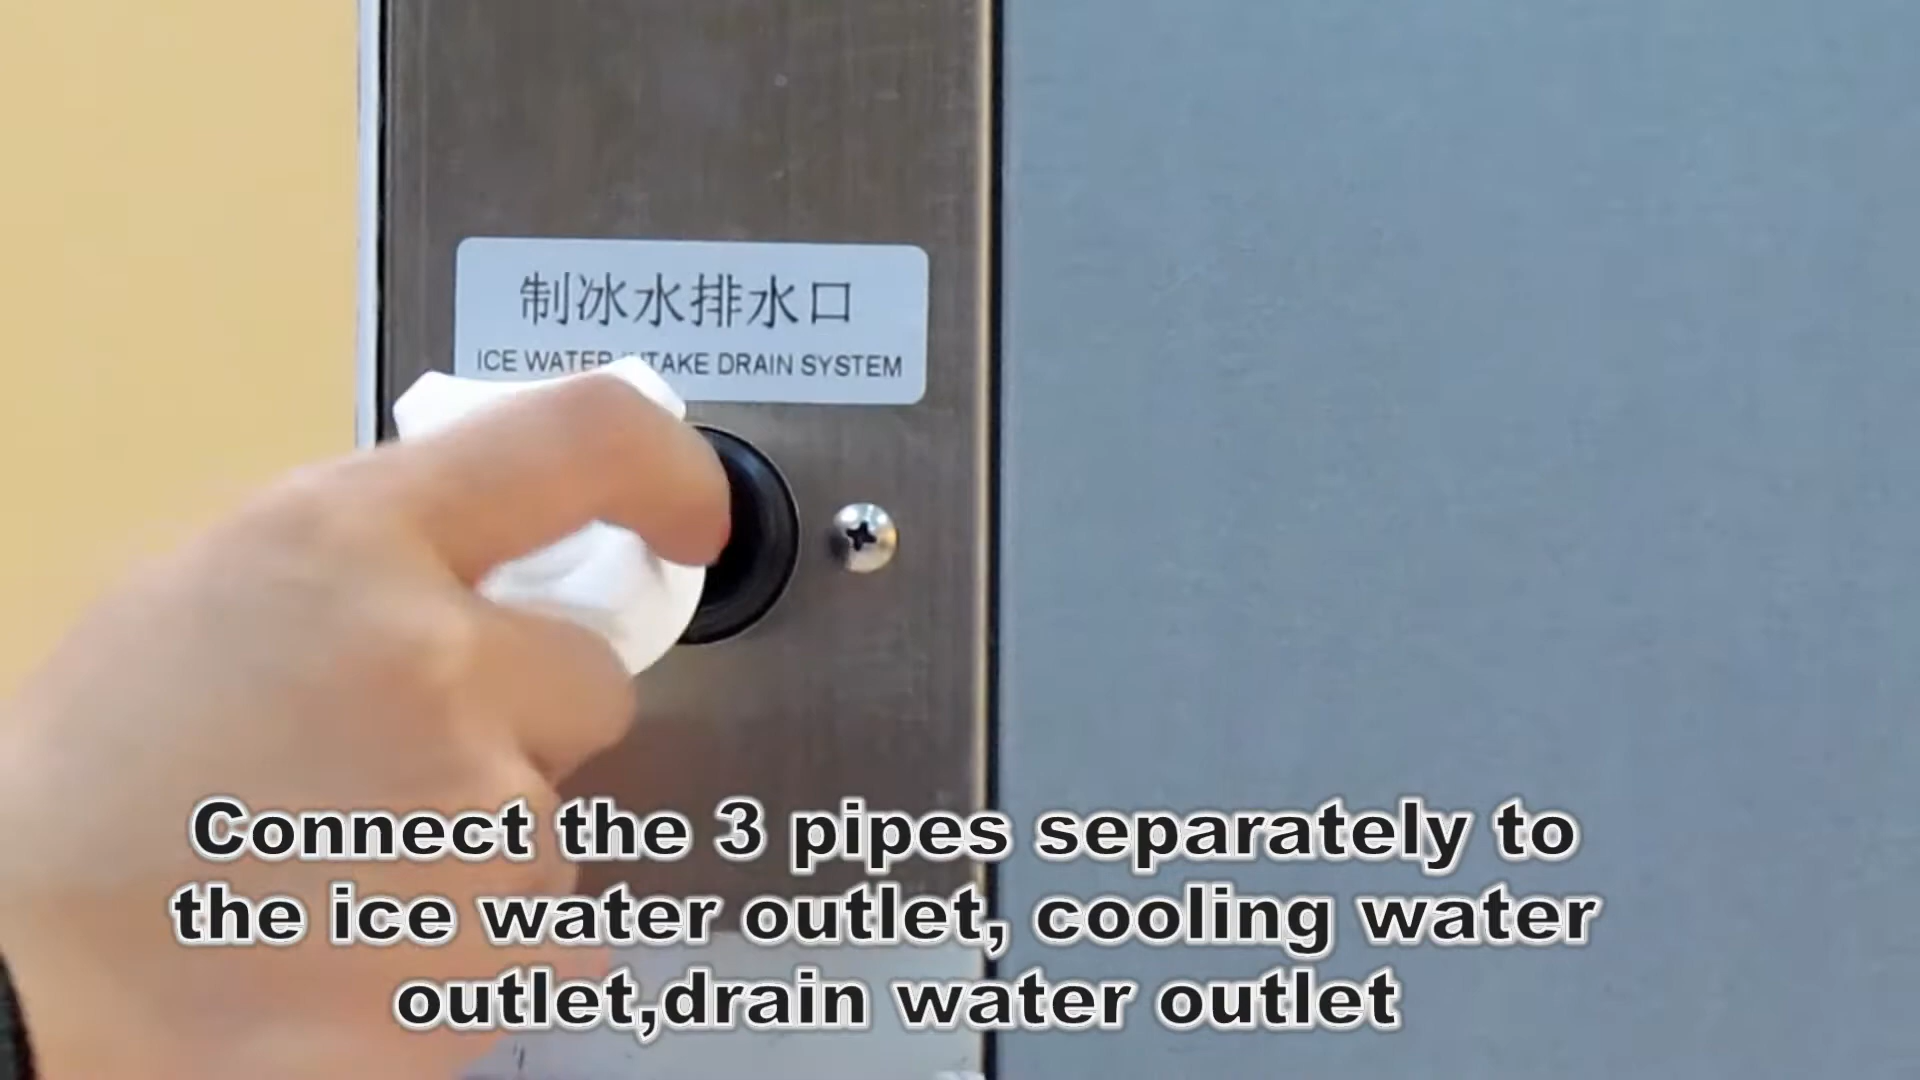 制冰水排水口
ICE WATER INTAKE DRAIN SYSTEM
Connect the 3 pipes separately to
the ice water outlet, cooling water
outlet,drain water outlet